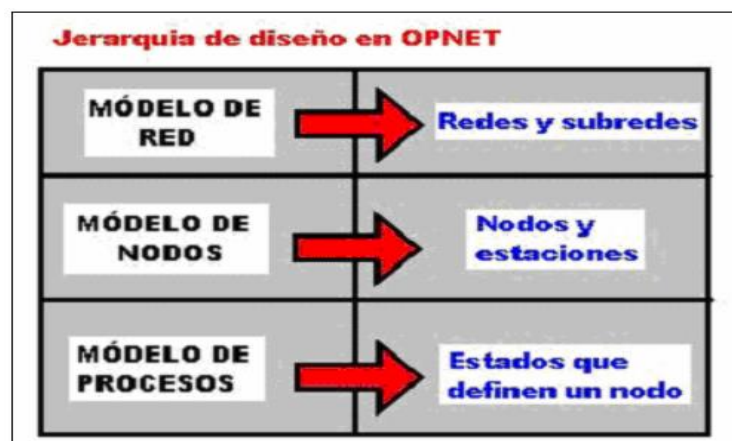 Jerarquia de diseño en OPNET
MÓDELO DE
RED
Redes y subredes
MÓDELO DE
NODOS
Nodos y
estaciones
MÓDELO DE
PROCESOS
Estados que
definen un nodo